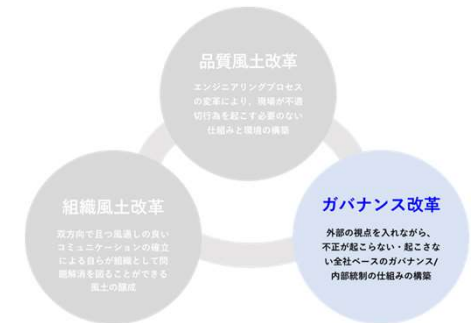 品質風土改革
エンジニアリングプロセス
の変革により、現場が不適
切行為を起こす必要のない
仕組みと環境の構築
組織風土改革
双方向で且つ風通しの良い
コミュニケーションの確立
による自らが組織として問
題解消を図ることができる
風土の醸成
ガバナンス改革
外部の視点を入れながら、
不正が起こらない・起こさな
い全社ベースのガバナンス/
内部統制の仕組みの構築